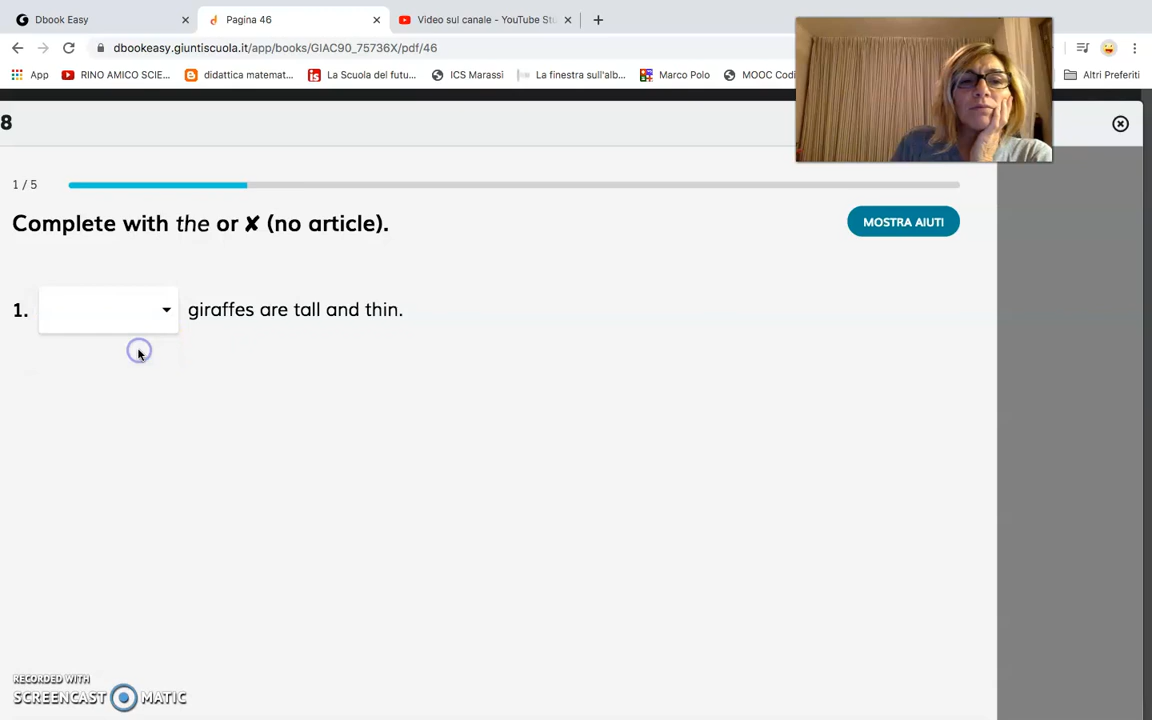 Dbook Easy
Pagina 46
Video sul canale - YouTube Stu
dbookeasy.giuntiscuola.it/app/books/GIAC90_75736X/pdf/46
App
RINO AMICO SCIE...
didattica matemat...
La Scuola del futu...
ICS Marassi
La finestra sull'alb...
Marco Polo
MOOC Codi
Altri Preferiti
8
1 / 5
Complete with the or ✘ (no article).
MOSTRA AIUTI
1. giraffes are tall and thin.
RECORDED WITH
SCREENCAST MATIC